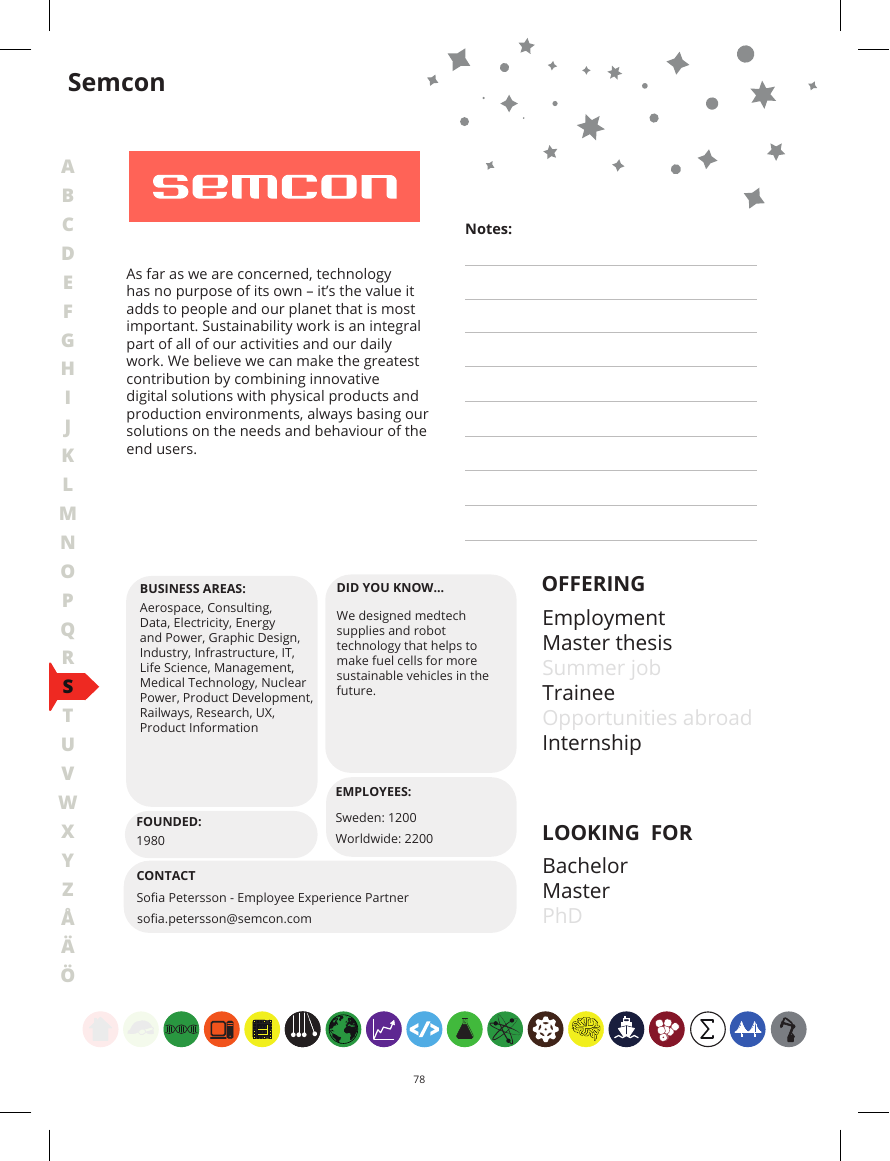 Semcon
semcon
A
B
C
D
E
F
G
H
I
J
K
L
M
N
O
P
Q
R
S
T
U
V
W
X
Y
Z
Å
Ä
Ö
As far as we are concerned, technology
has no purpose of its own – it’s the value it
adds to people and our planet that is most
important. Sustainability work is an integral
part of all of our activities and our daily
work. We believe we can make the greatest
contribution by combining innovative
digital solutions with physical products and
production environments, always basing our
solutions on the needs and behaviour of the
end users.
Notes:
BUSINESS AREAS:
Aerospace, Consulting,
Data, Electricity, Energy
and Power, Graphic Design,
Industry, Infrastructure, IT,
Life Science, Management,
Medical Technology, Nuclear
Power, Product Development,
Railways, Research, UX,
Product Information
DID YOU KNOW...
We designed medtech
supplies and robot
technology that helps to
make fuel cells for more
sustainable vehicles in the
future.
FOUNDED:
1980
EMPLOYEES:
Sweden: 1200
Worldwide: 2200
CONTACT
Sofia Petersson - Employee Experience Partner
sofia.petersson@semcon.com
OFFERING
Employment
Master thesis
Summer job
Trainee
Opportunities abroad
Internship
LOOKING FOR
Bachelor
Master
PhD
</>
Σ
78